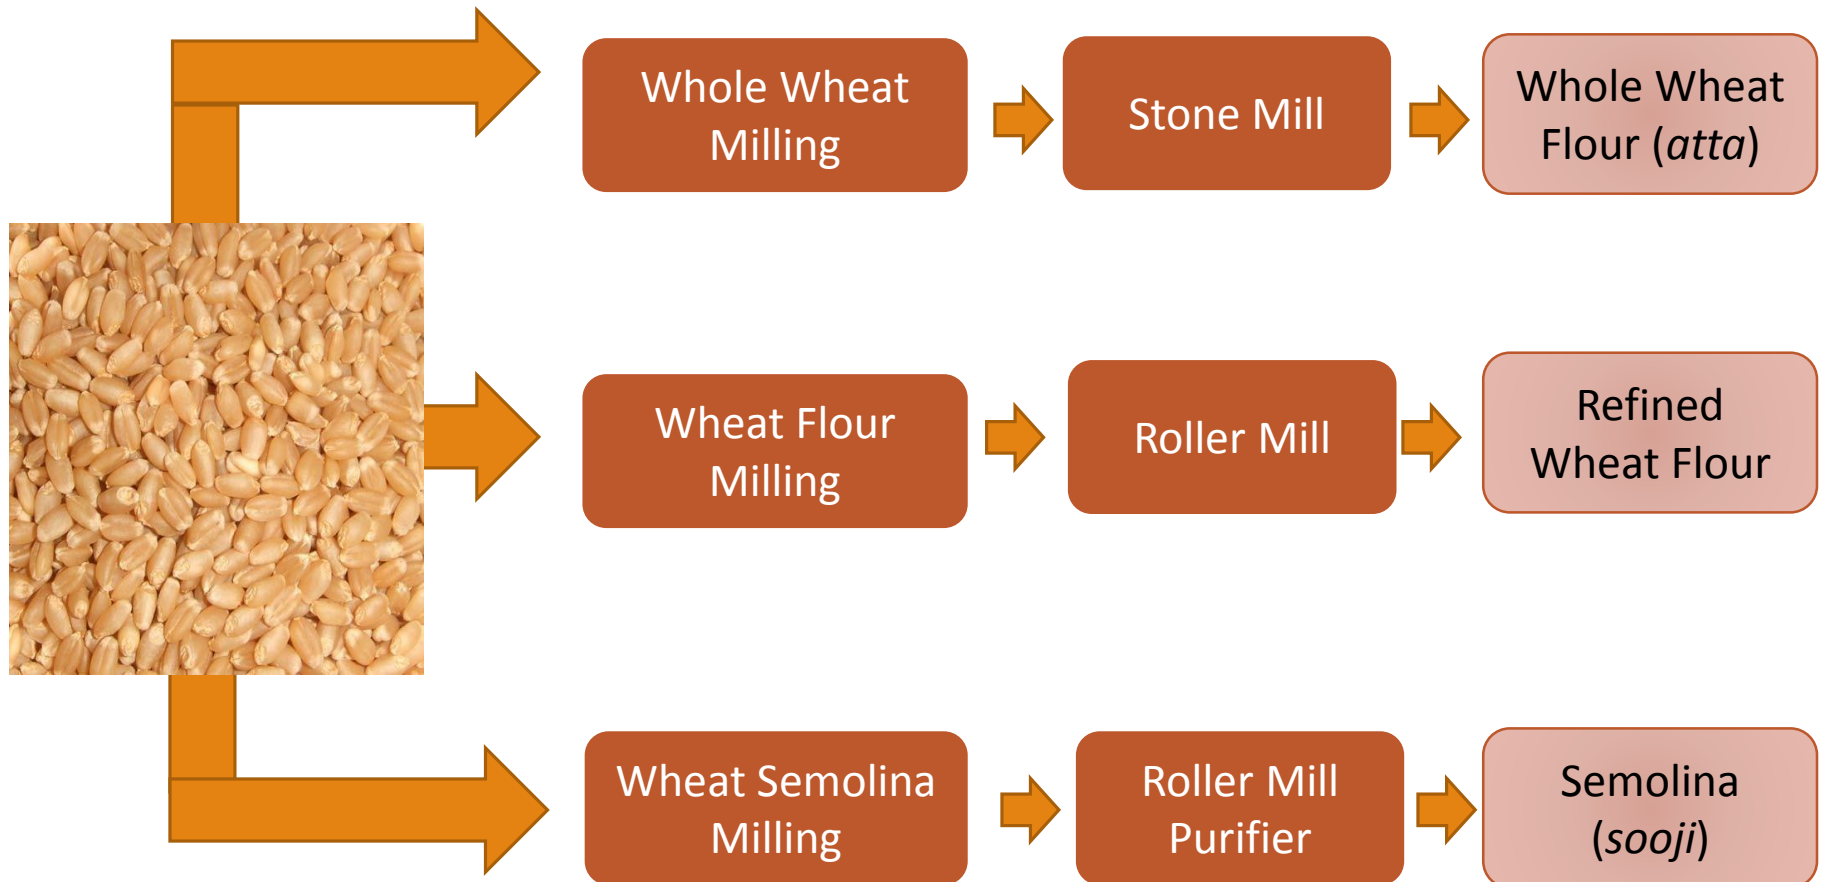 Whole Wheat
Milling
Stone Mill
Whole Wheat
Flour (atta)
Wheat Flour
Milling
Roller Mill
Refined
Wheat Flour
Wheat Semolina
Milling
Roller Mill
Purifier
Semolina
(sooji)